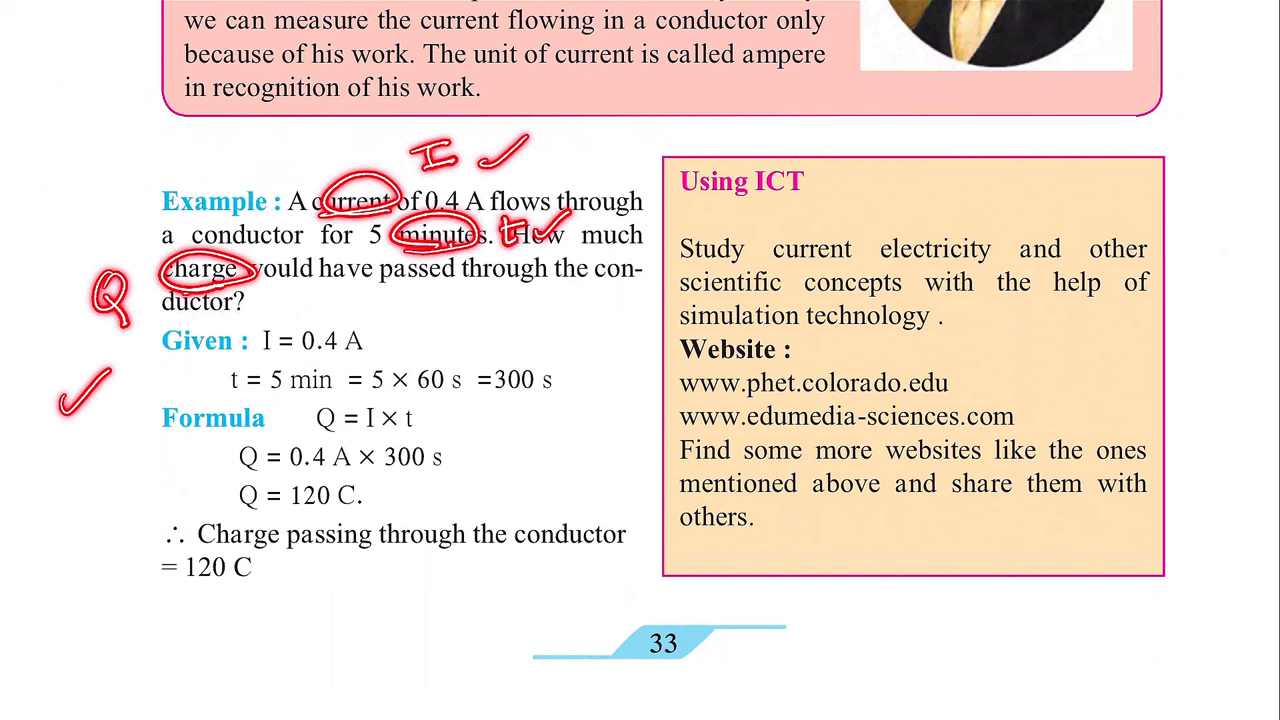 we can measure the current flowing in a conductor only
because of his work. The unit of current is called ampere
in recognition of his work.
I
Example : A current of 0.4 A flows through
a conductor for 5 minutes. How much
t
charge would have passed through the con-
ductor?
Q
Given : I = 0.4 A
t = 5 min = 5 × 60 s =300 s
Formula Q = I × t
Q = 0.4 A × 300 s
Q = 120 C.
∴ Charge passing through the conductor
= 120 C
Using ICT
Study current electricity and other
scientific concepts with the help of
simulation technology .
Website :
www.phet.colorado.edu
www.edumedia-sciences.com
Find some more websites like the ones
mentioned above and share them with
others.
33